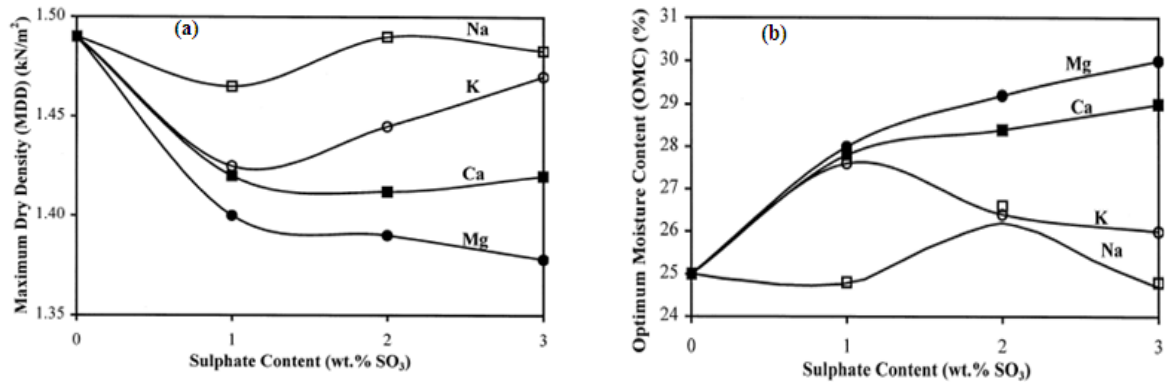 (a)
Maximum Dry Density (MDD) (kN/m²)
1.50
1.45
1.40
1.35
Na
K
Ca
Mg
0 1 2 3
Sulphate Content (wt.% SO₃)
(b)
Optimum Moisture Content (OMC) (%)
31
30
29
28
27
26
25
24
Mg
Ca
K
Na
0 1 2 3
Sulphate Content (wt.% SO₃)